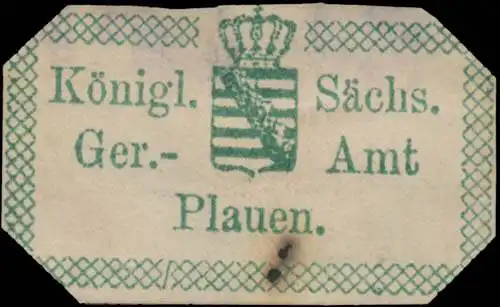 Königl. Sächs.
Ger.- Amt
Plauen.